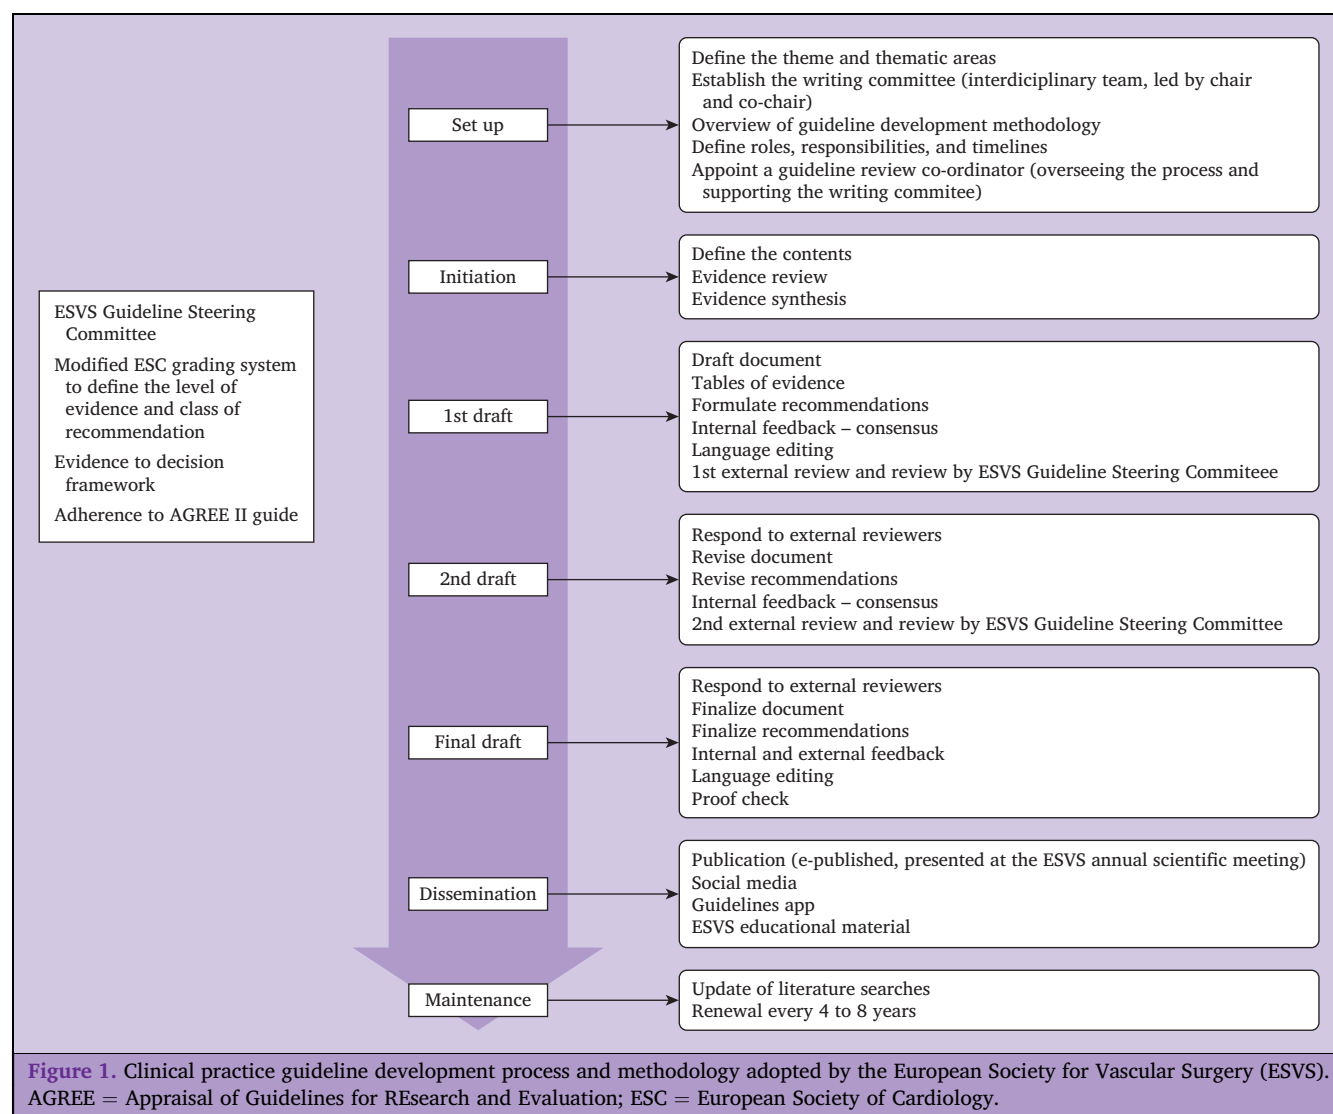 Set up
Define the theme and thematic areas
Establish the writing committee (interdiciplinary team, led by chair
and co-chair)
Overview of guideline development methodology
Define roles, responsibilities, and timelines
Appoint a guideline review co-ordinator (overseeing the process and
supporting the writing commitee)
Initiation
Define the contents
Evidence review
Evidence synthesis
ESVS Guideline Steering
Committee
Modified ESC grading system
to define the level of
evidence and class of
recommendation
Evidence to decision
framework
Adherence to AGREE II guide
1st draft
Draft document
Tables of evidence
Formulate recommendations
Internal feedback – consensus
Language editing
1st external review and review by ESVS Guideline Steering Commiteee
2nd draft
Respond to external reviewers
Revise document
Revise recommendations
Internal feedback – consensus
2nd external review and review by ESVS Guideline Steering Committee
Final draft
Respond to external reviewers
Finalize document
Finalize recommendations
Internal and external feedback
Language editing
Proof check
Dissemination
Publication (e-published, presented at the ESVS annual scientific meeting)
Social media
Guidelines app
ESVS educational material
Maintenance
Update of literature searches
Renewal every 4 to 8 years
Figure 1. Clinical practice guideline development process and methodology adopted by the European Society for Vascular Surgery (ESVS).
AGREE = Appraisal of Guidelines for REsearch and Evaluation; ESC = European Society of Cardiology.